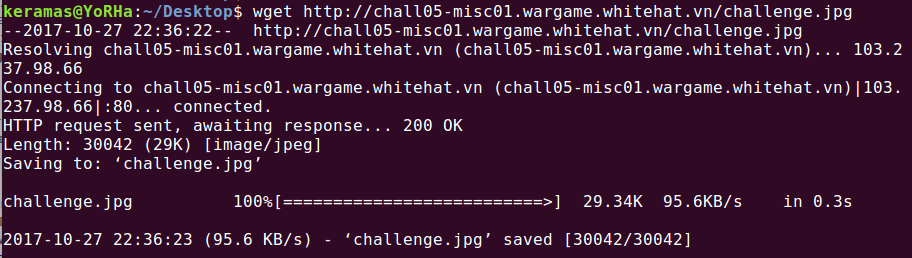 keramas@YoRHa:~/Desktop$ wget http://chall05-misc01.wargame.whitehat.vn/challenge.jpg
--2017-10-27 22:36:22--  http://chall05-misc01.wargame.whitehat.vn/challenge.jpg
Resolving chall05-misc01.wargame.whitehat.vn (chall05-misc01.wargame.whitehat.vn)... 103.2
37.98.66
Connecting to chall05-misc01.wargame.whitehat.vn (chall05-misc01.wargame.whitehat.vn)|103.
237.98.66|:80... connected.
HTTP request sent, awaiting response... 200 OK
Length: 30042 (29K) [image/jpeg]
Saving to: ‘challenge.jpg’
challenge.jpg          100%[==========================>]  29.34K  95.6KB/s    in 0.3s
2017-10-27 22:36:23 (95.6 KB/s) - ‘challenge.jpg’ saved [30042/30042]